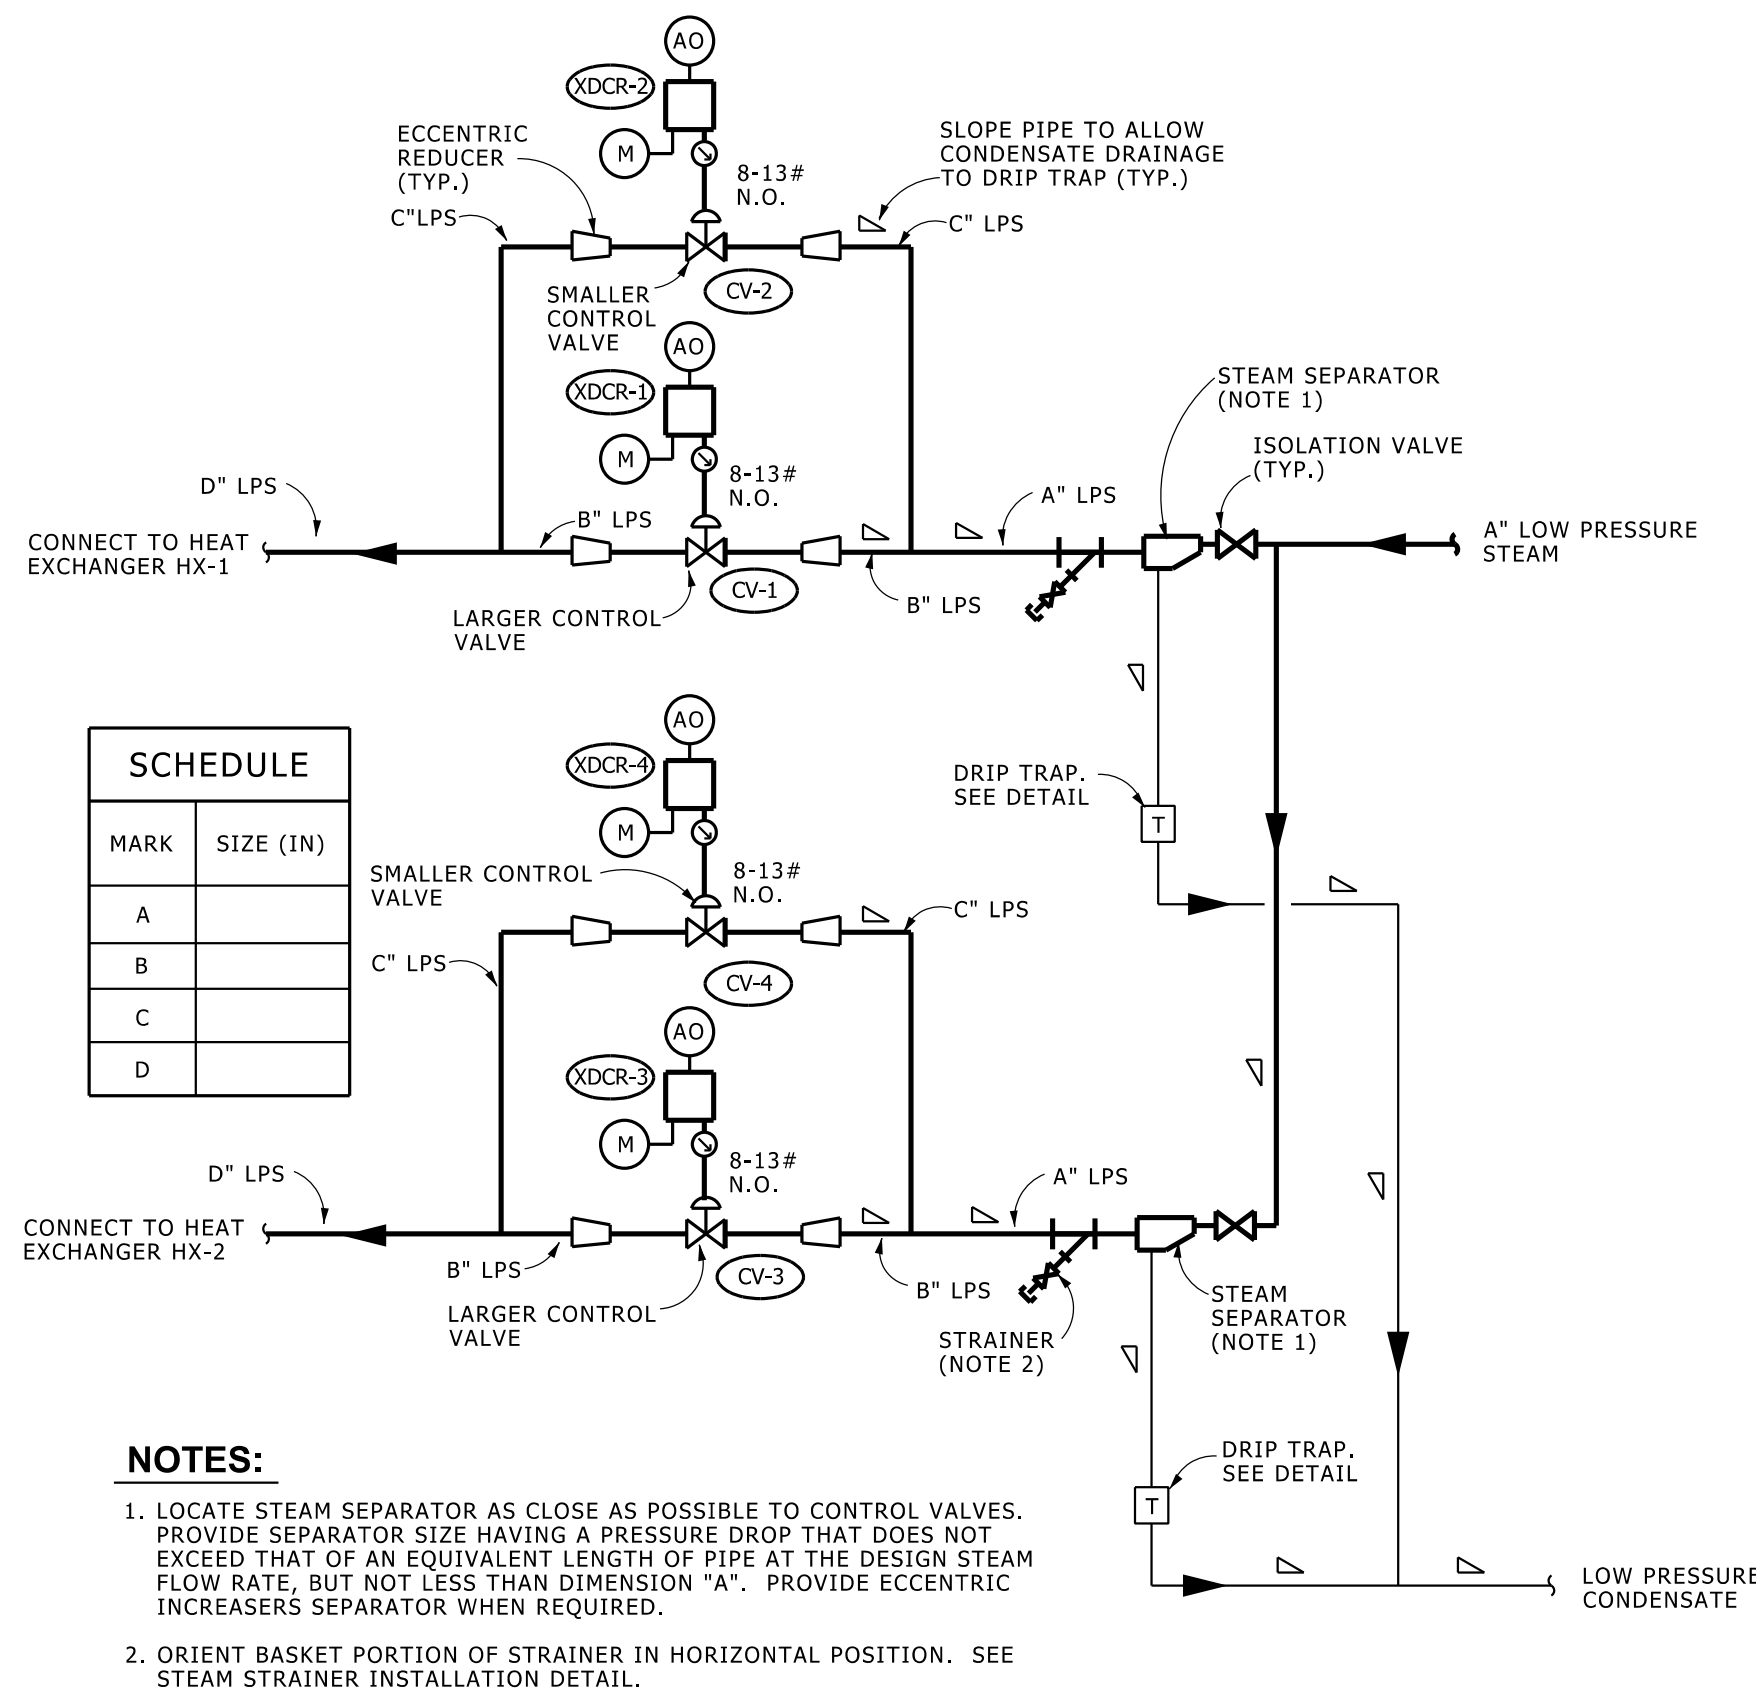 AO
XDCR-2
M
8-13#
N.O.
ECCENTRIC
REDUCER
(TYP.)
C"LPS
SLOPE PIPE TO ALLOW
CONDENSATE DRAINAGE
TO DRIP TRAP (TYP.)
C" LPS
SMALLER
CONTROL
VALVE
CV-2
AO
XDCR-1
M
8-13#
N.O.
STEAM SEPARATOR
(NOTE 1)
ISOLATION VALVE
(TYP.)
D" LPS
B" LPS
A" LPS
CONNECT TO HEAT
EXCHANGER HX-1
A" LOW PRESSURE
STEAM
CV-1
B" LPS
LARGER CONTROL
VALVE
SCHEDULE
MARK SIZE (IN)
A
B
C
D
AO
XDCR-4
M
8-13#
N.O.
SMALLER CONTROL
VALVE
DRIP TRAP.
SEE DETAIL
T
C" LPS
C" LPS
CV-4
AO
XDCR-3
M
8-13#
N.O.
D" LPS
A" LPS
CONNECT TO HEAT
EXCHANGER HX-2
B" LPS
CV-3
B" LPS
LARGER CONTROL
VALVE
STRAINER
(NOTE 2)
STEAM
SEPARATOR
(NOTE 1)
DRIP TRAP.
SEE DETAIL
T
LOW PRESSURE
CONDENSATE
NOTES:
1. LOCATE STEAM SEPARATOR AS CLOSE AS POSSIBLE TO CONTROL VALVES.
PROVIDE SEPARATOR SIZE HAVING A PRESSURE DROP THAT DOES NOT
EXCEED THAT OF AN EQUIVALENT LENGTH OF PIPE AT THE DESIGN STEAM
FLOW RATE, BUT NOT LESS THAN DIMENSION "A". PROVIDE ECCENTRIC
INCREASERS SEPARATOR WHEN REQUIRED.
2. ORIENT BASKET PORTION OF STRAINER IN HORIZONTAL POSITION. SEE
STEAM STRAINER INSTALLATION DETAIL.